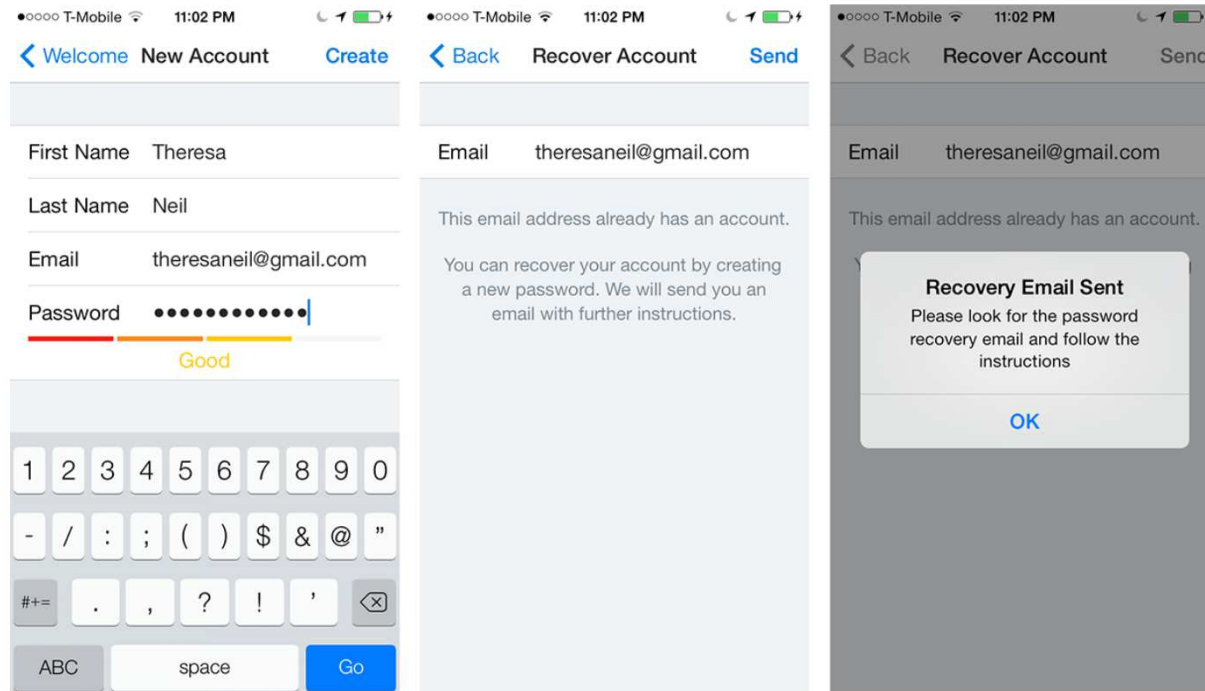 T-Mobile 11:02 PM
Welcome New Account Create
First Name Theresa
Last Name Neil
Email theresaneil@gmail.com
Password ••••••••••••
Good
1 2 3 4 5 6 7 8 9 0
- / : ; ( ) $ & @ "
#+= . , ? ! '
ABC space Go
T-Mobile 11:02 PM
Back Recover Account Send
Email theresaneil@gmail.com
This email address already has an account.
You can recover your account by creating
a new password. We will send you an
email with further instructions.
T-Mobile 11:02 PM
Back Recover Account Send
Email theresaneil@gmail.com
This email address already has an account.
Recovery Email Sent
Please look for the password
recovery email and follow the
instructions
OK